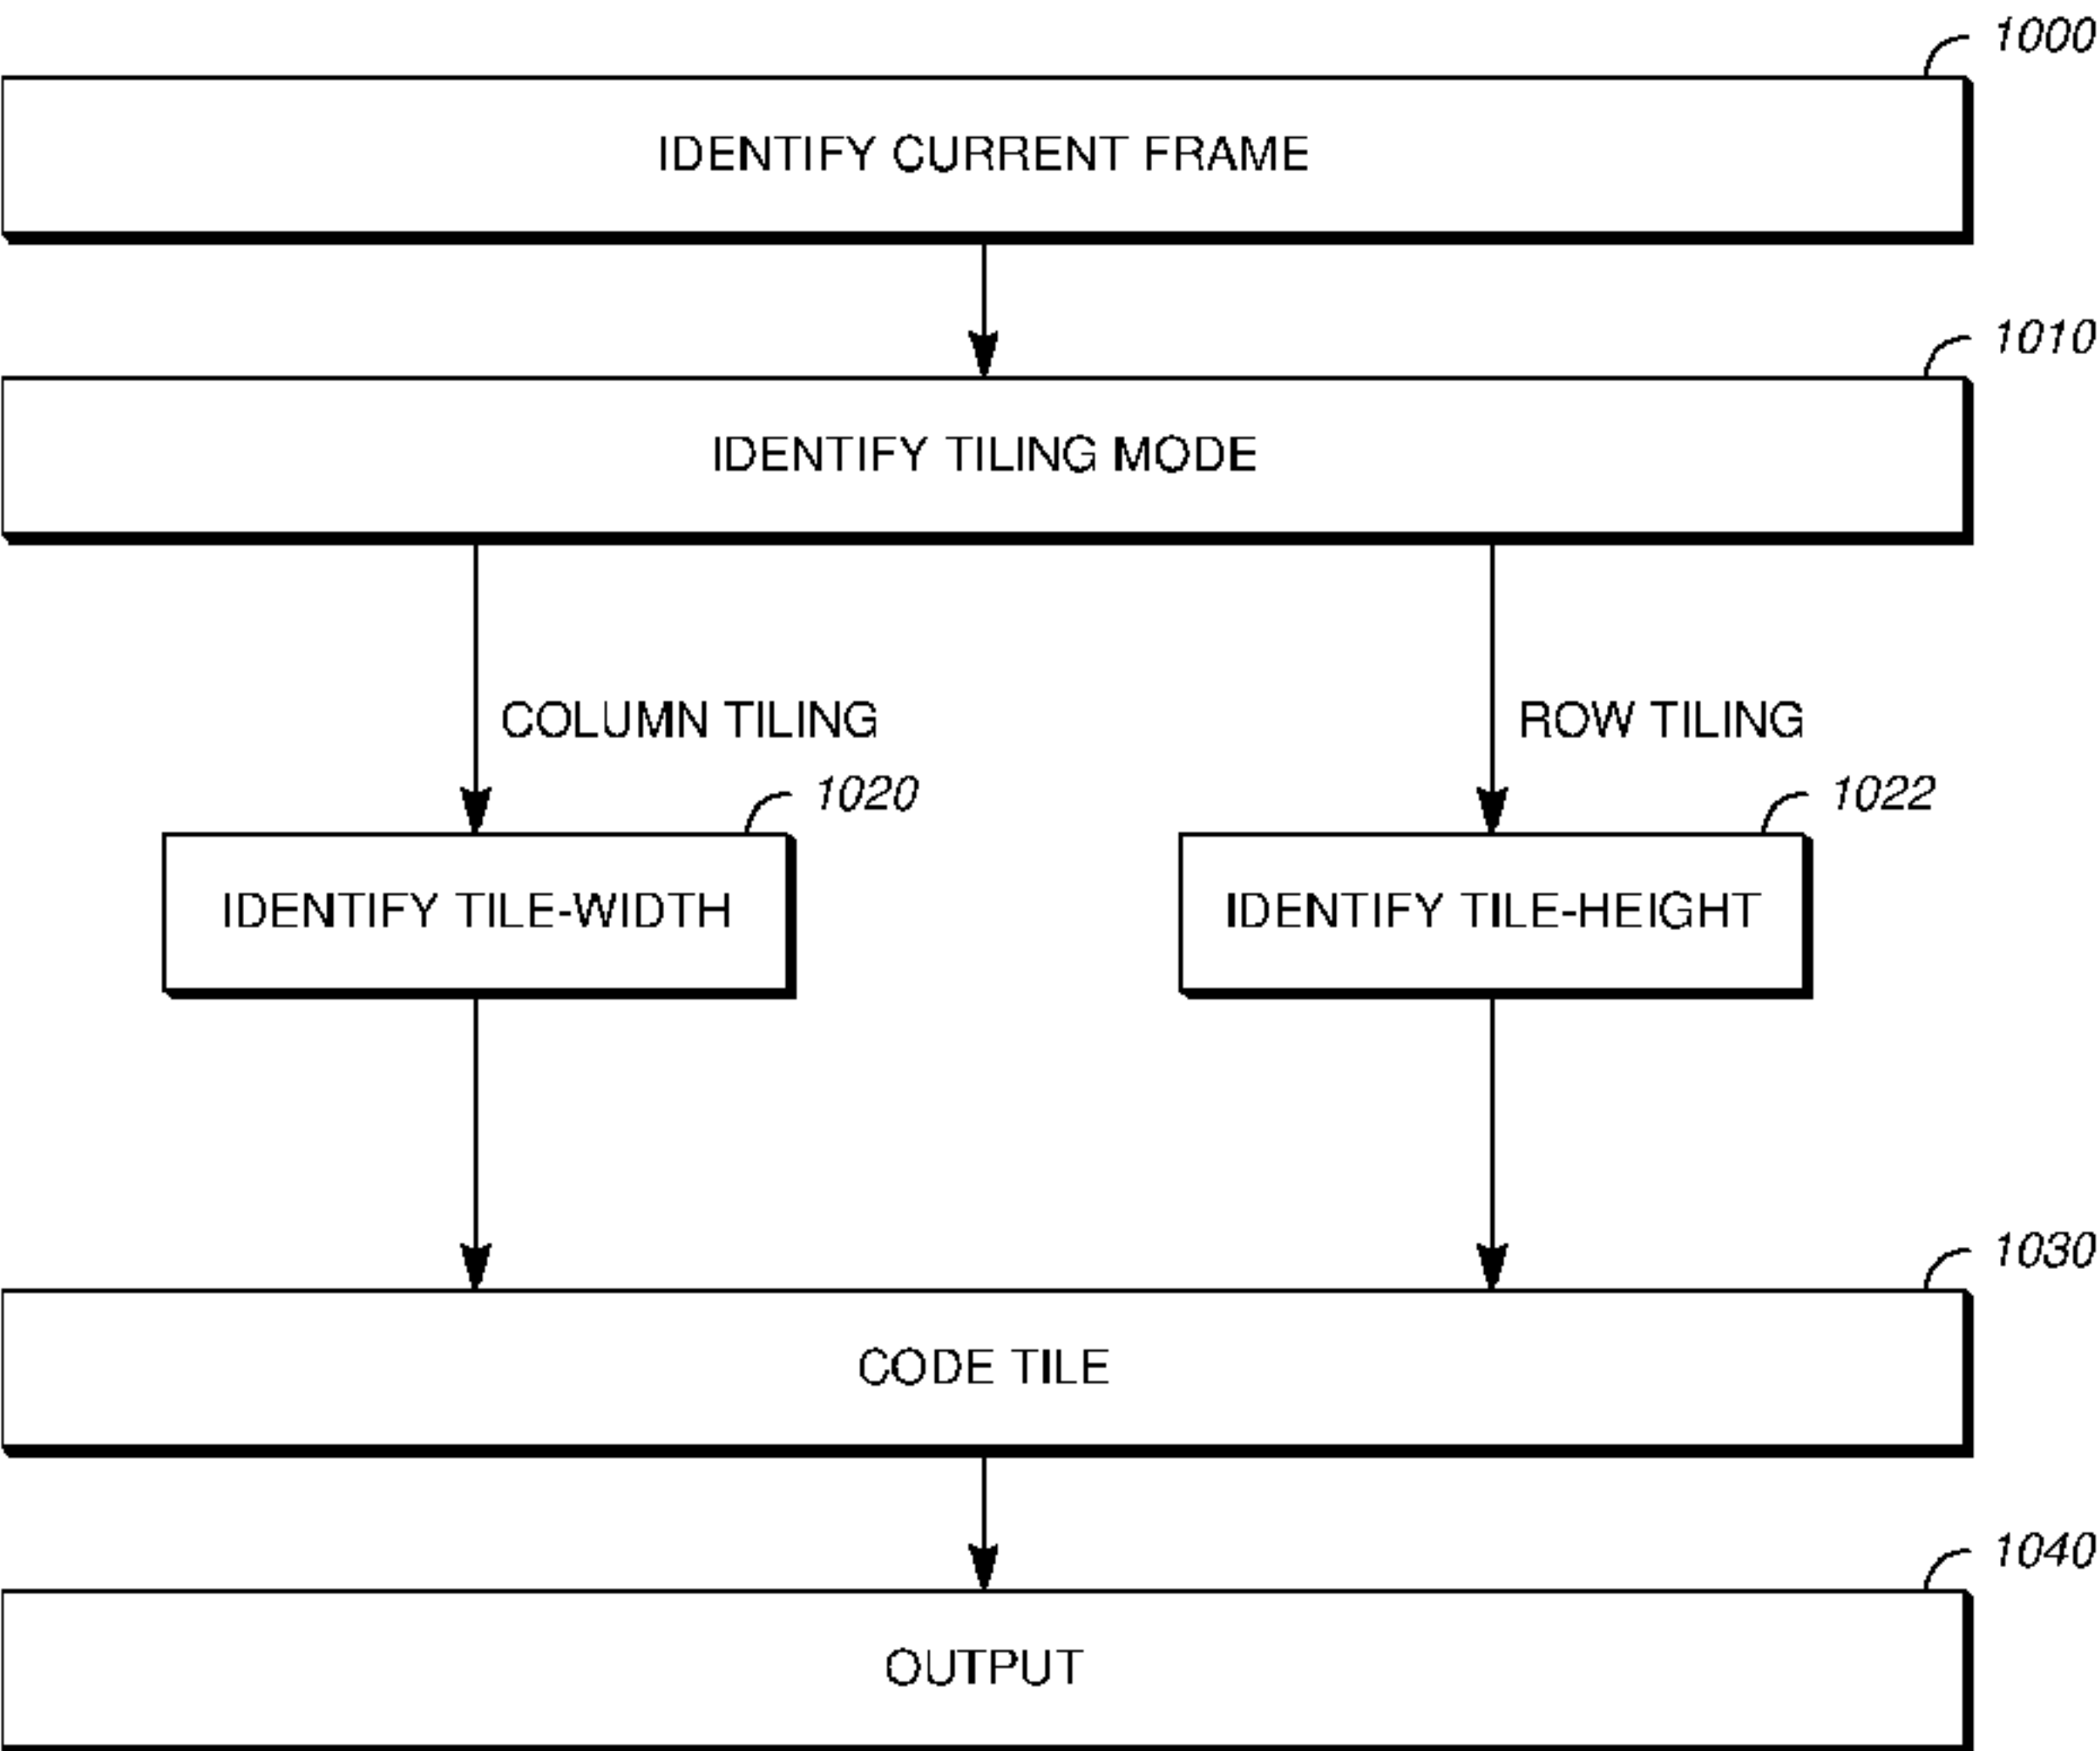 1000
IDENTIFY CURRENT FRAME
1010
IDENTIFY TILING MODE
COLUMN TILING
ROW TILING
1020
1022
IDENTIFY TILE-WIDTH
IDENTIFY TILE-HEIGHT
1030
CODE TILE
1040
OUTPUT